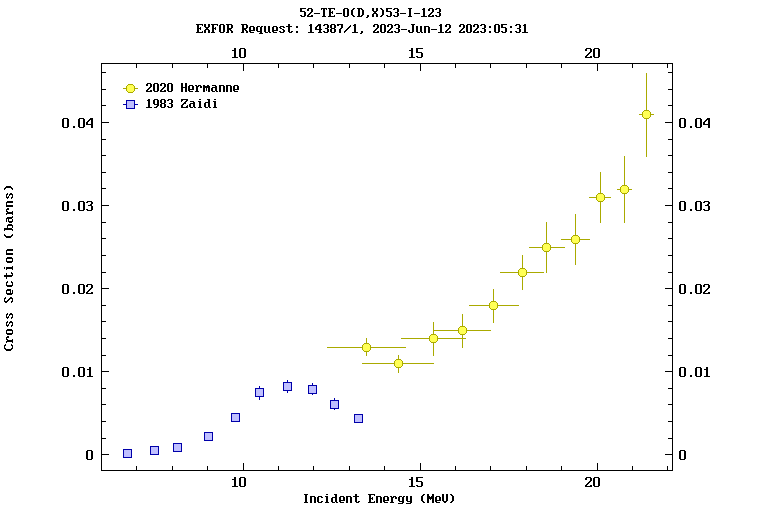 52-TE-0(D,X)53-I-123
EXFOR Request: 14387/1, 2023-Jun-12 2023:05:31
10 15 20
2020 Hermanne
1983 Zaidi
0.04 0.04
0.03 0.03
0.02 0.02
0.01 0.01
0 0
Cross Section (barns)
10 15 20
Incident Energy (MeV)